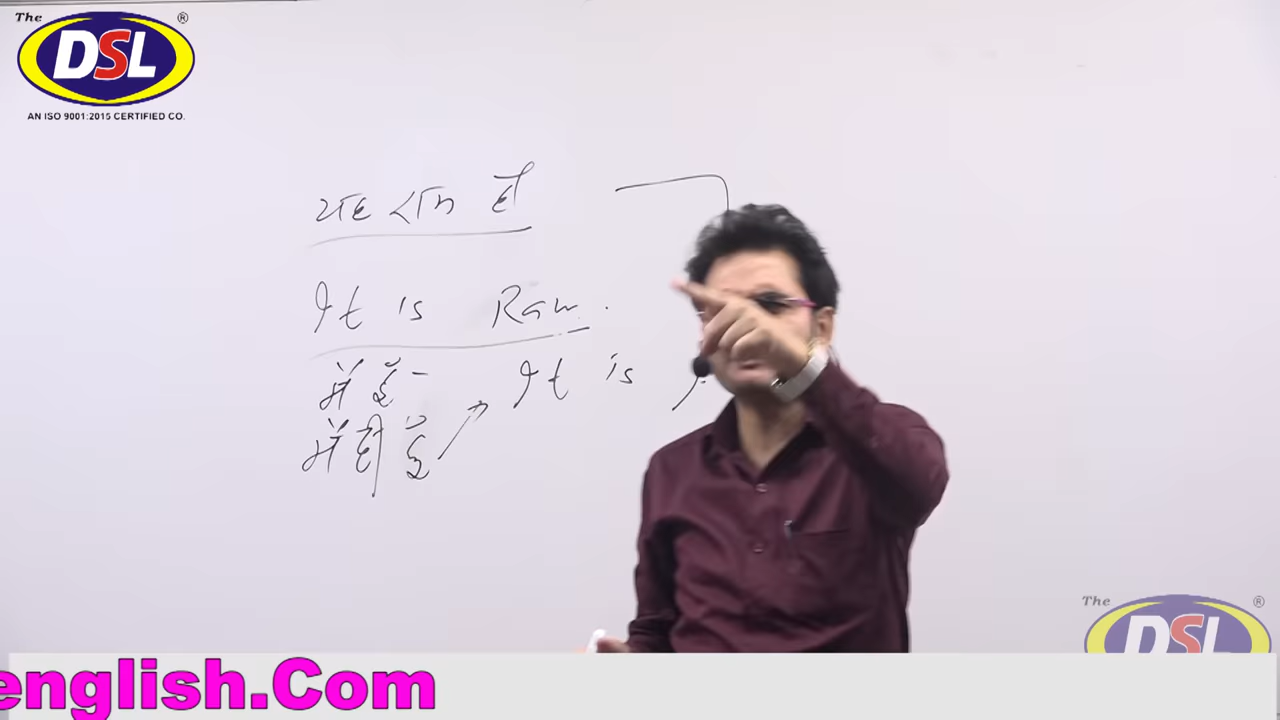 The DSL ®
AN ISO 9001:2015 CERTIFIED CO.
यह राम है
It is Ram.
मैं हूँ - It is
मैं ही हूँ
The DSL ®
english.Com